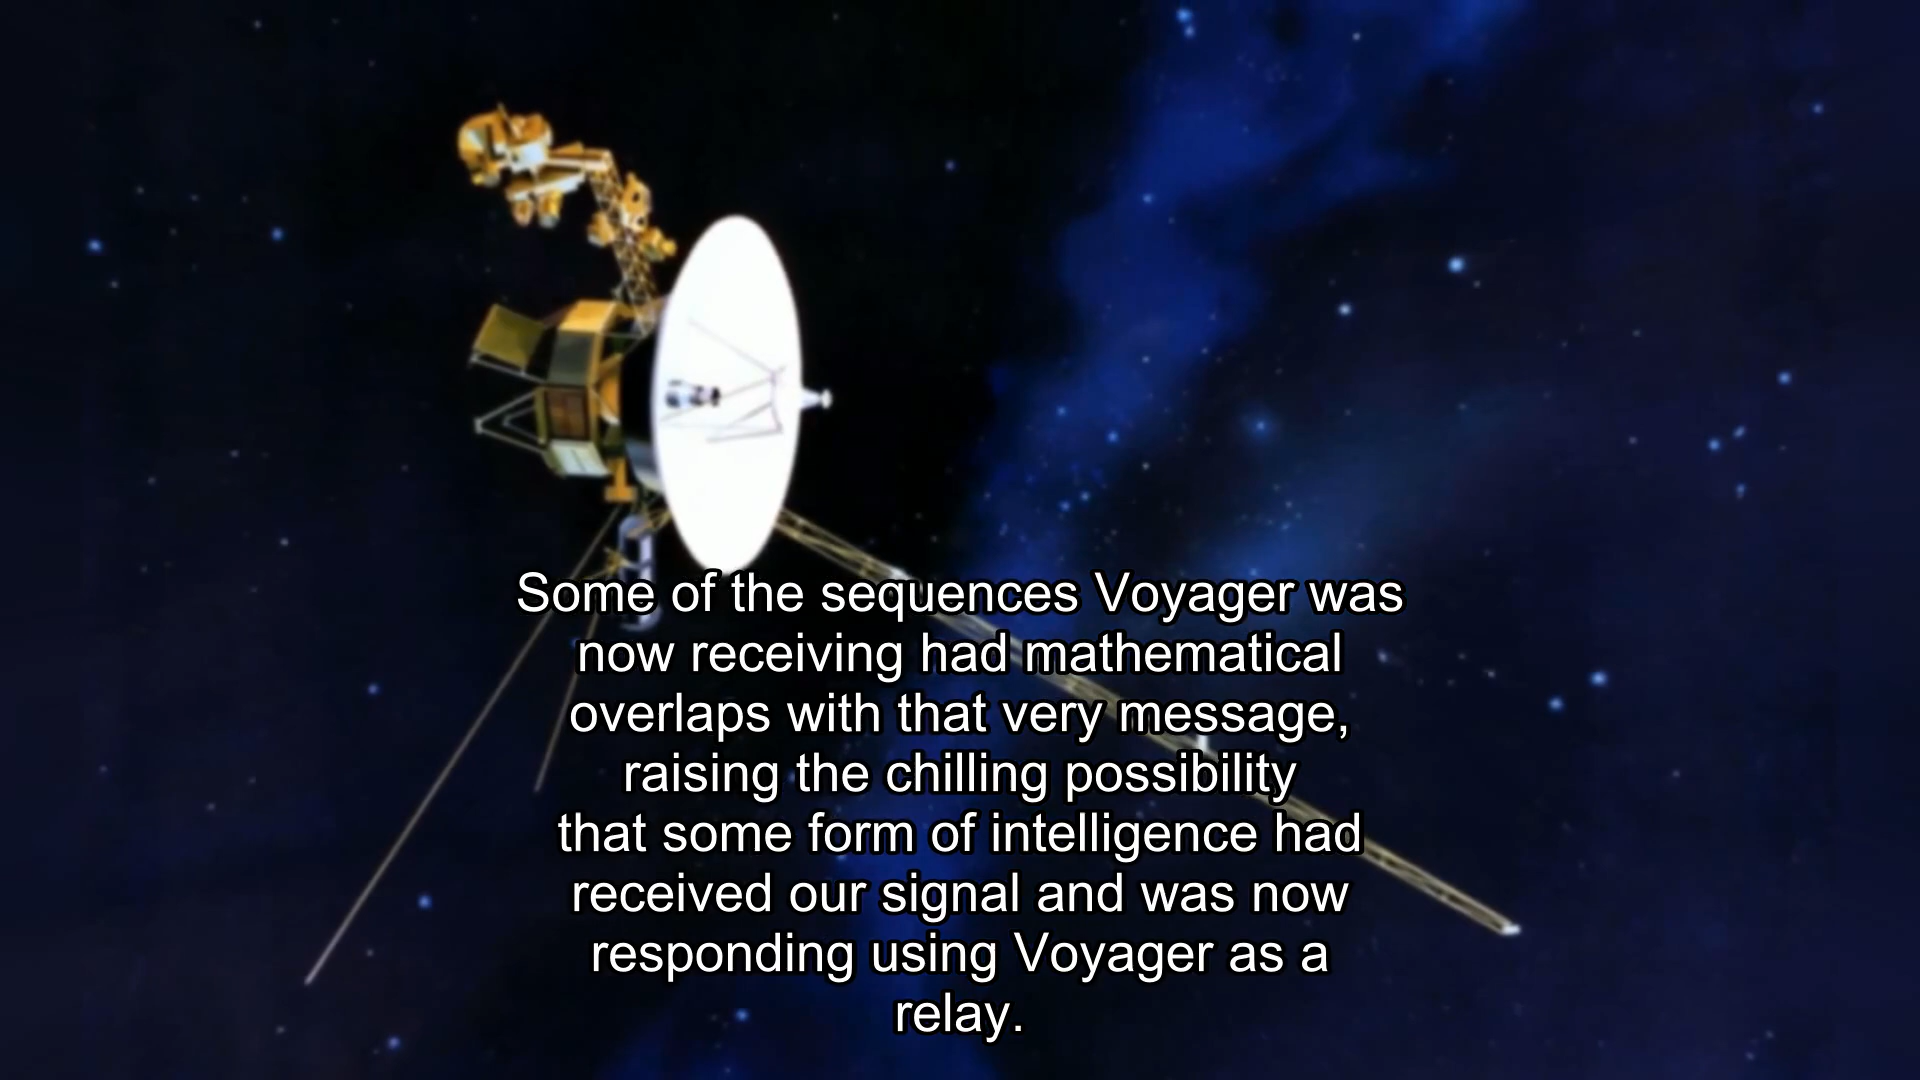 Some of the sequences Voyager was
now receiving had mathematical
overlaps with that very message,
raising the chilling possibility
that some form of intelligence had
received our signal and was now
responding using Voyager as a
relay.